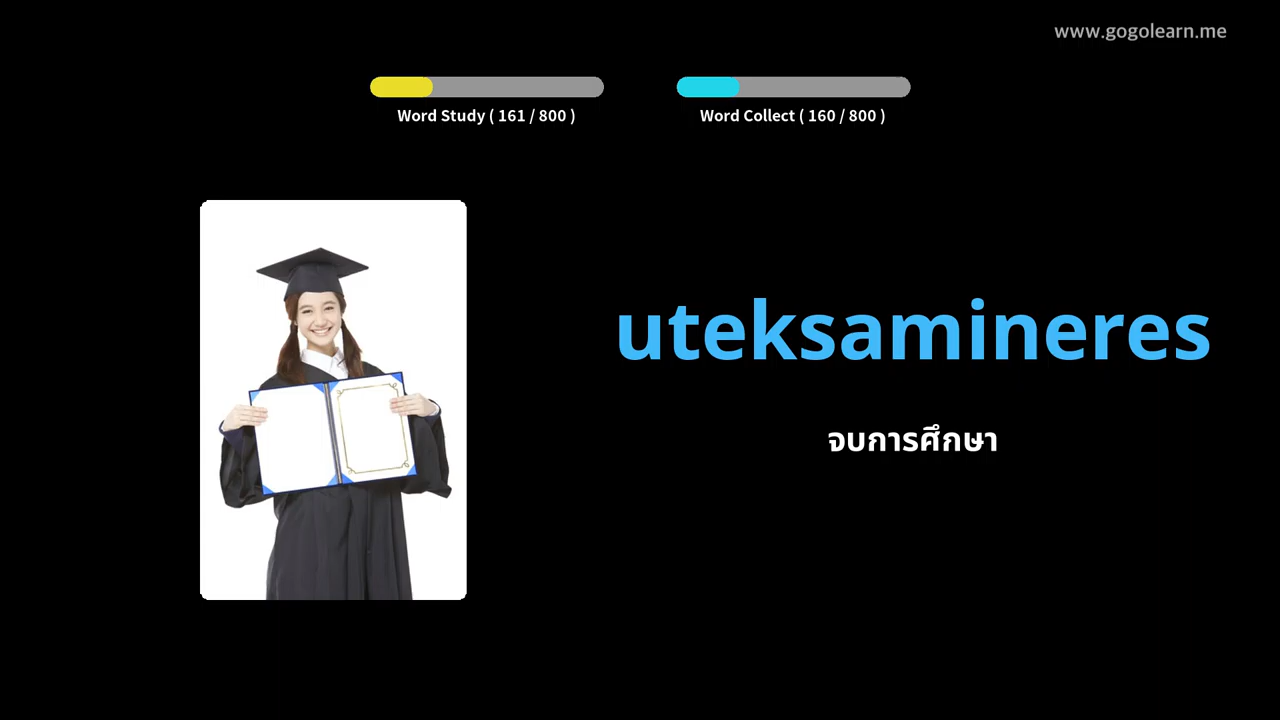 www.gogolearn.me
Word Study ( 161 / 800 )
Word Collect ( 160 / 800 )
uteksamineres
จบการศึกษา